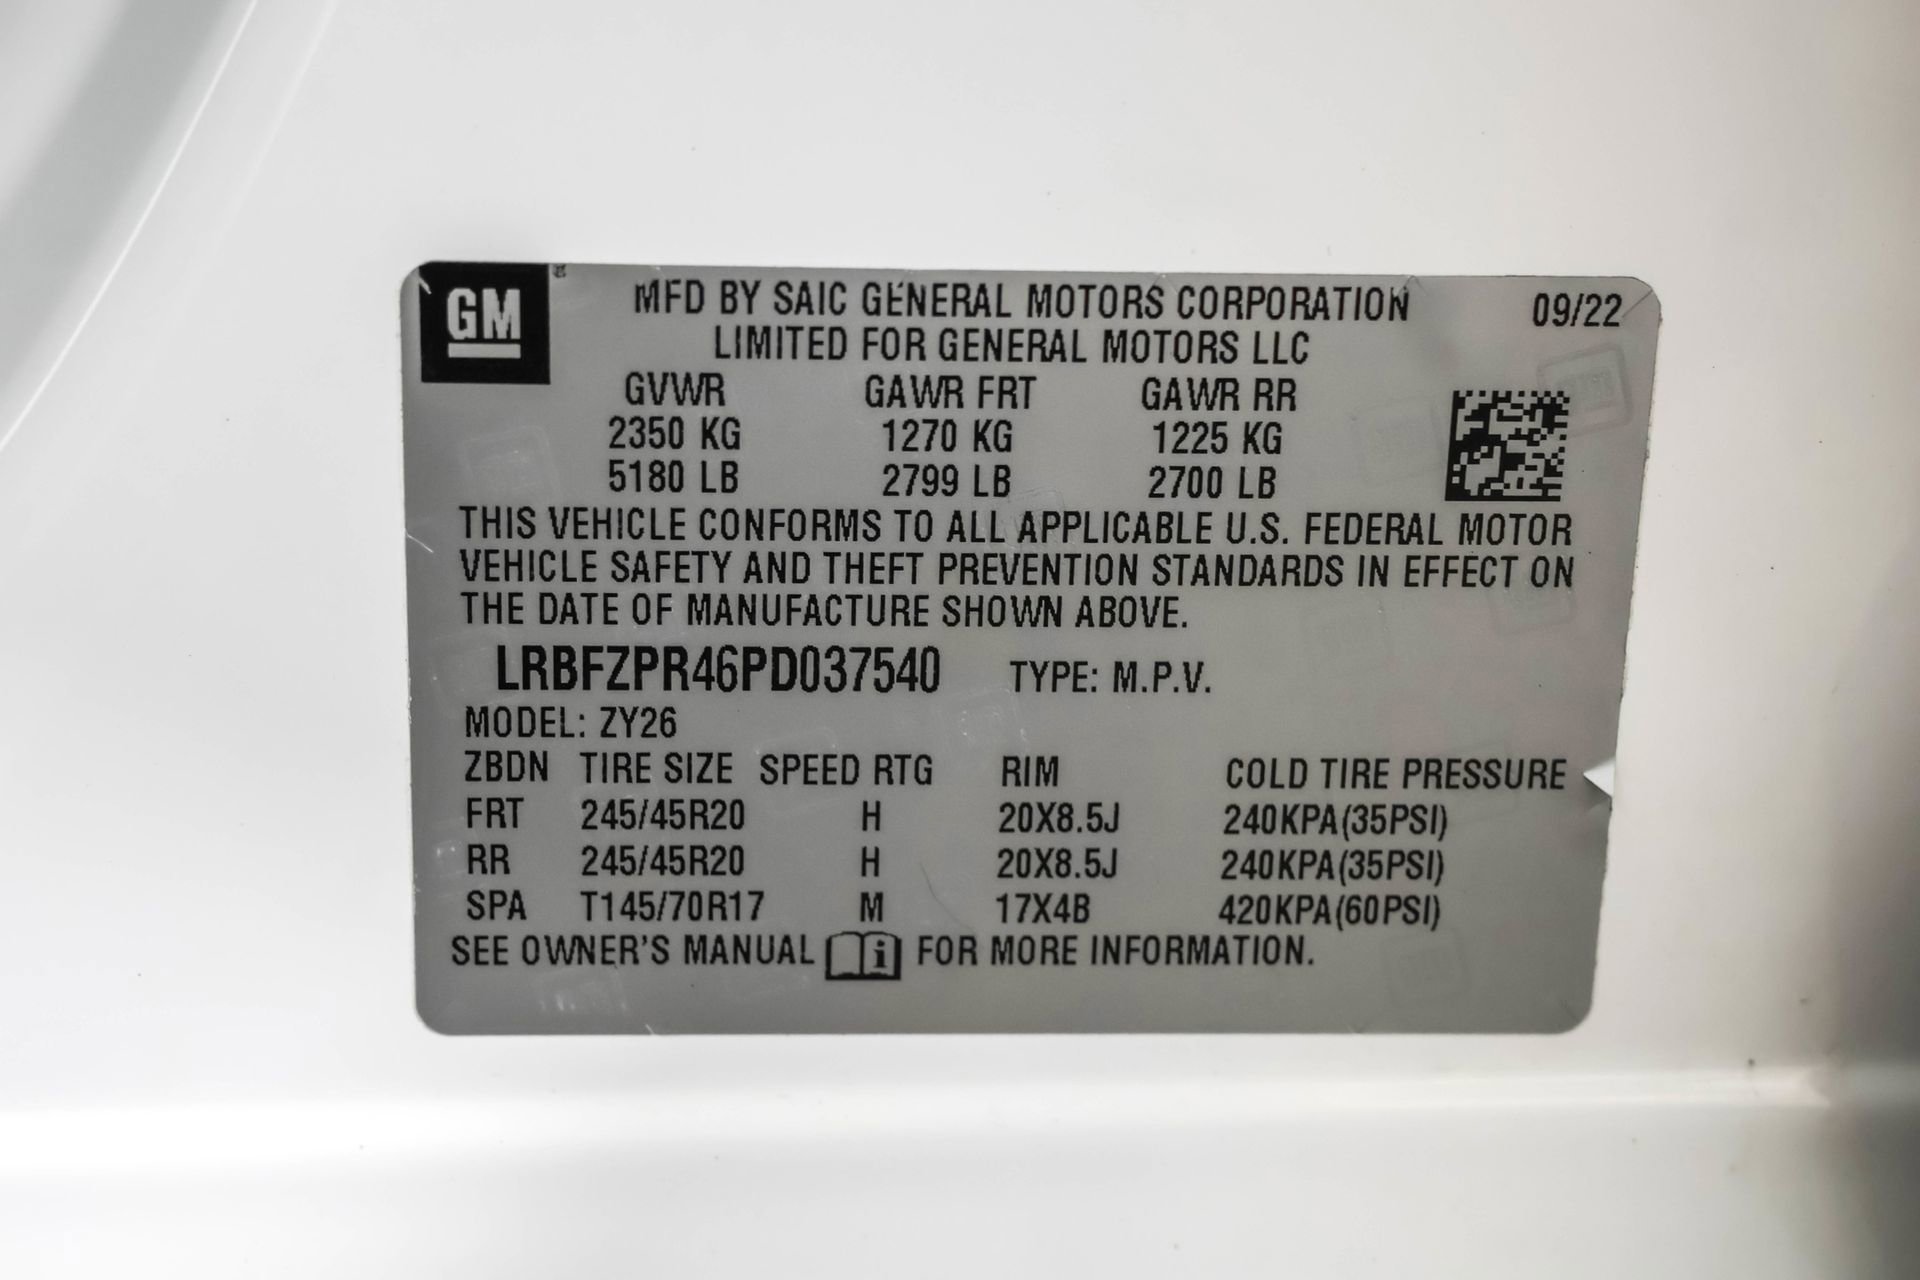 GM
MFD BY SAIC GENERAL MOTORS CORPORATION 09/22
LIMITED FOR GENERAL MOTORS LLC
GVWR GAWR FRT GAWR RR
2350 KG 1270 KG 1225 KG
5180 LB 2799 LB 2700 LB
THIS VEHICLE CONFORMS TO ALL APPLICABLE U.S. FEDERAL MOTOR
VEHICLE SAFETY AND THEFT PREVENTION STANDARDS IN EFFECT ON
THE DATE OF MANUFACTURE SHOWN ABOVE.
LRBFZPR46PD037540 TYPE: M.P.V.
MODEL: ZY26
ZBDN TIRE SIZE SPEED RTG RIM COLD TIRE PRESSURE
FRT 245/45R20 H 20X8.5J 240KPA(35PSI)
RR 245/45R20 H 20X8.5J 240KPA(35PSI)
SPA T145/70R17 M 17X4B 420KPA(60PSI)
SEE OWNER'S MANUAL i FOR MORE INFORMATION.